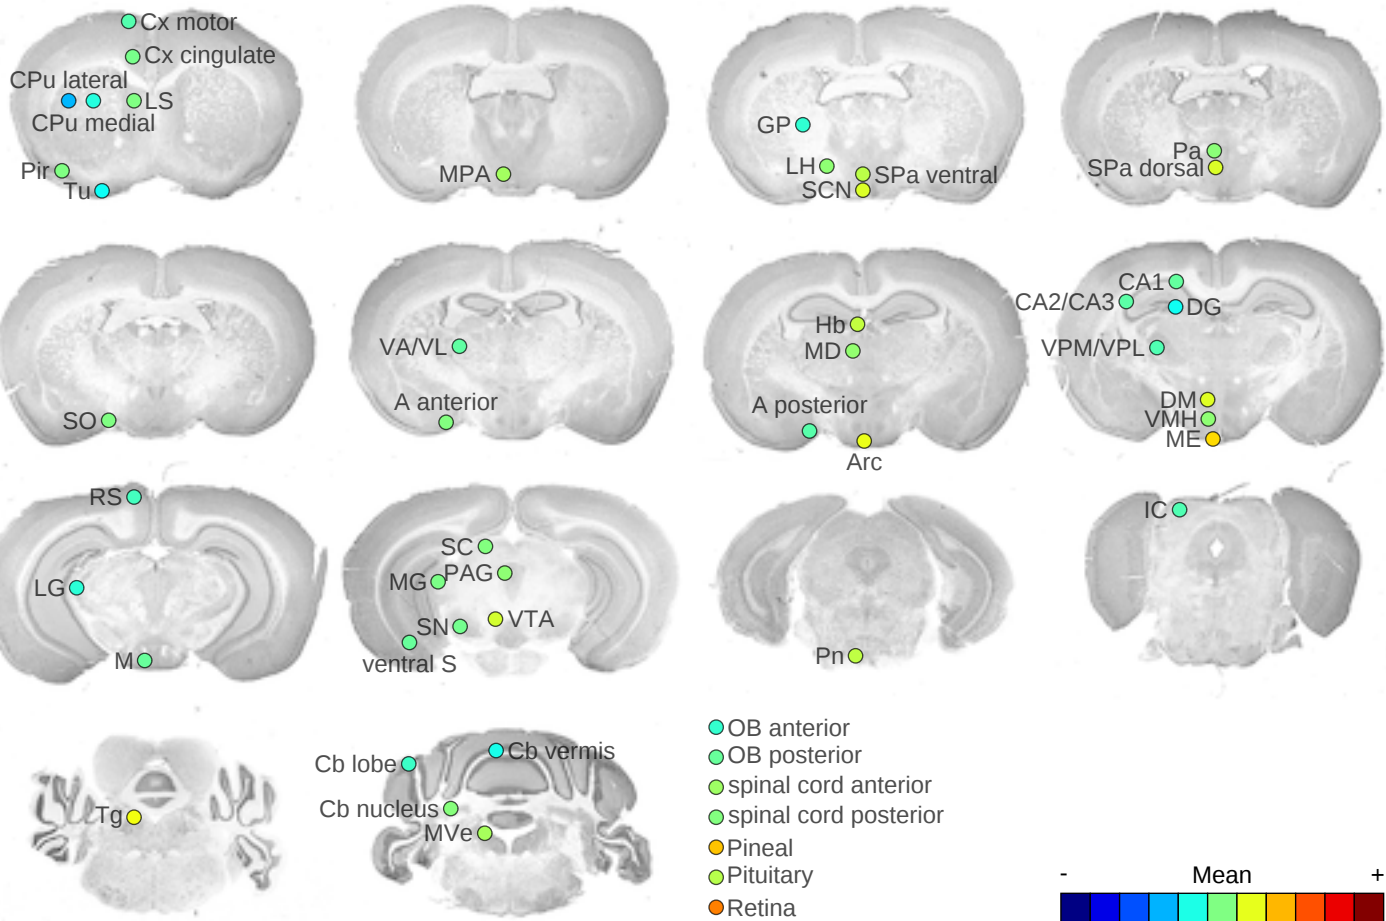 Cx motor
Cx cingulate
CPu lateral
LS
CPu medial
Pir
Tu
MPA
GP
LH
SPa ventral
SCN
Pa
SPa dorsal
SO
VA/VL
A anterior
Hb
MD
A posterior
Arc
CA1
CA2/CA3
DG
VPM/VPL
DM
VMH
ME
RS
LG
M
SC
MG
PAG
SN
VTA
ventral S
Pn
IC
Tg
Cb lobe
Cb vermis
Cb nucleus
MVe
OB anterior
OB posterior
spinal cord anterior
spinal cord posterior
Pineal
Pituitary
Retina
- Mean +